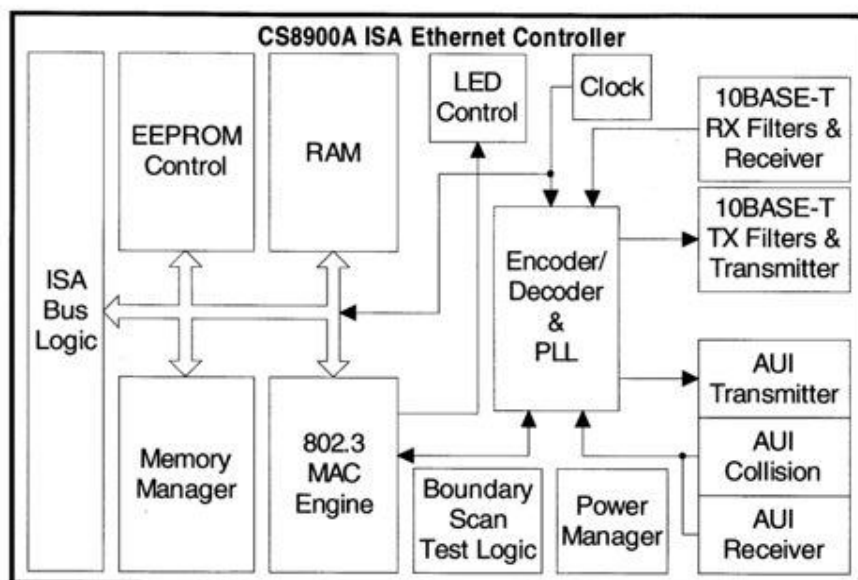 CS8900A ISA Ethernet Controller
EEPROM
Control
RAM
LED
Control
Clock
10BASE-T
RX Filters &
Receiver
10BASE-T
TX Filters &
Transmitter
ISA
Bus
Logic
Encoder/
Decoder
&
PLL
Memory
Manager
802.3
MAC
Engine
Boundary
Scan
Test Logic
Power
Manager
AUI
Transmitter
AUI
Collision
AUI
Receiver